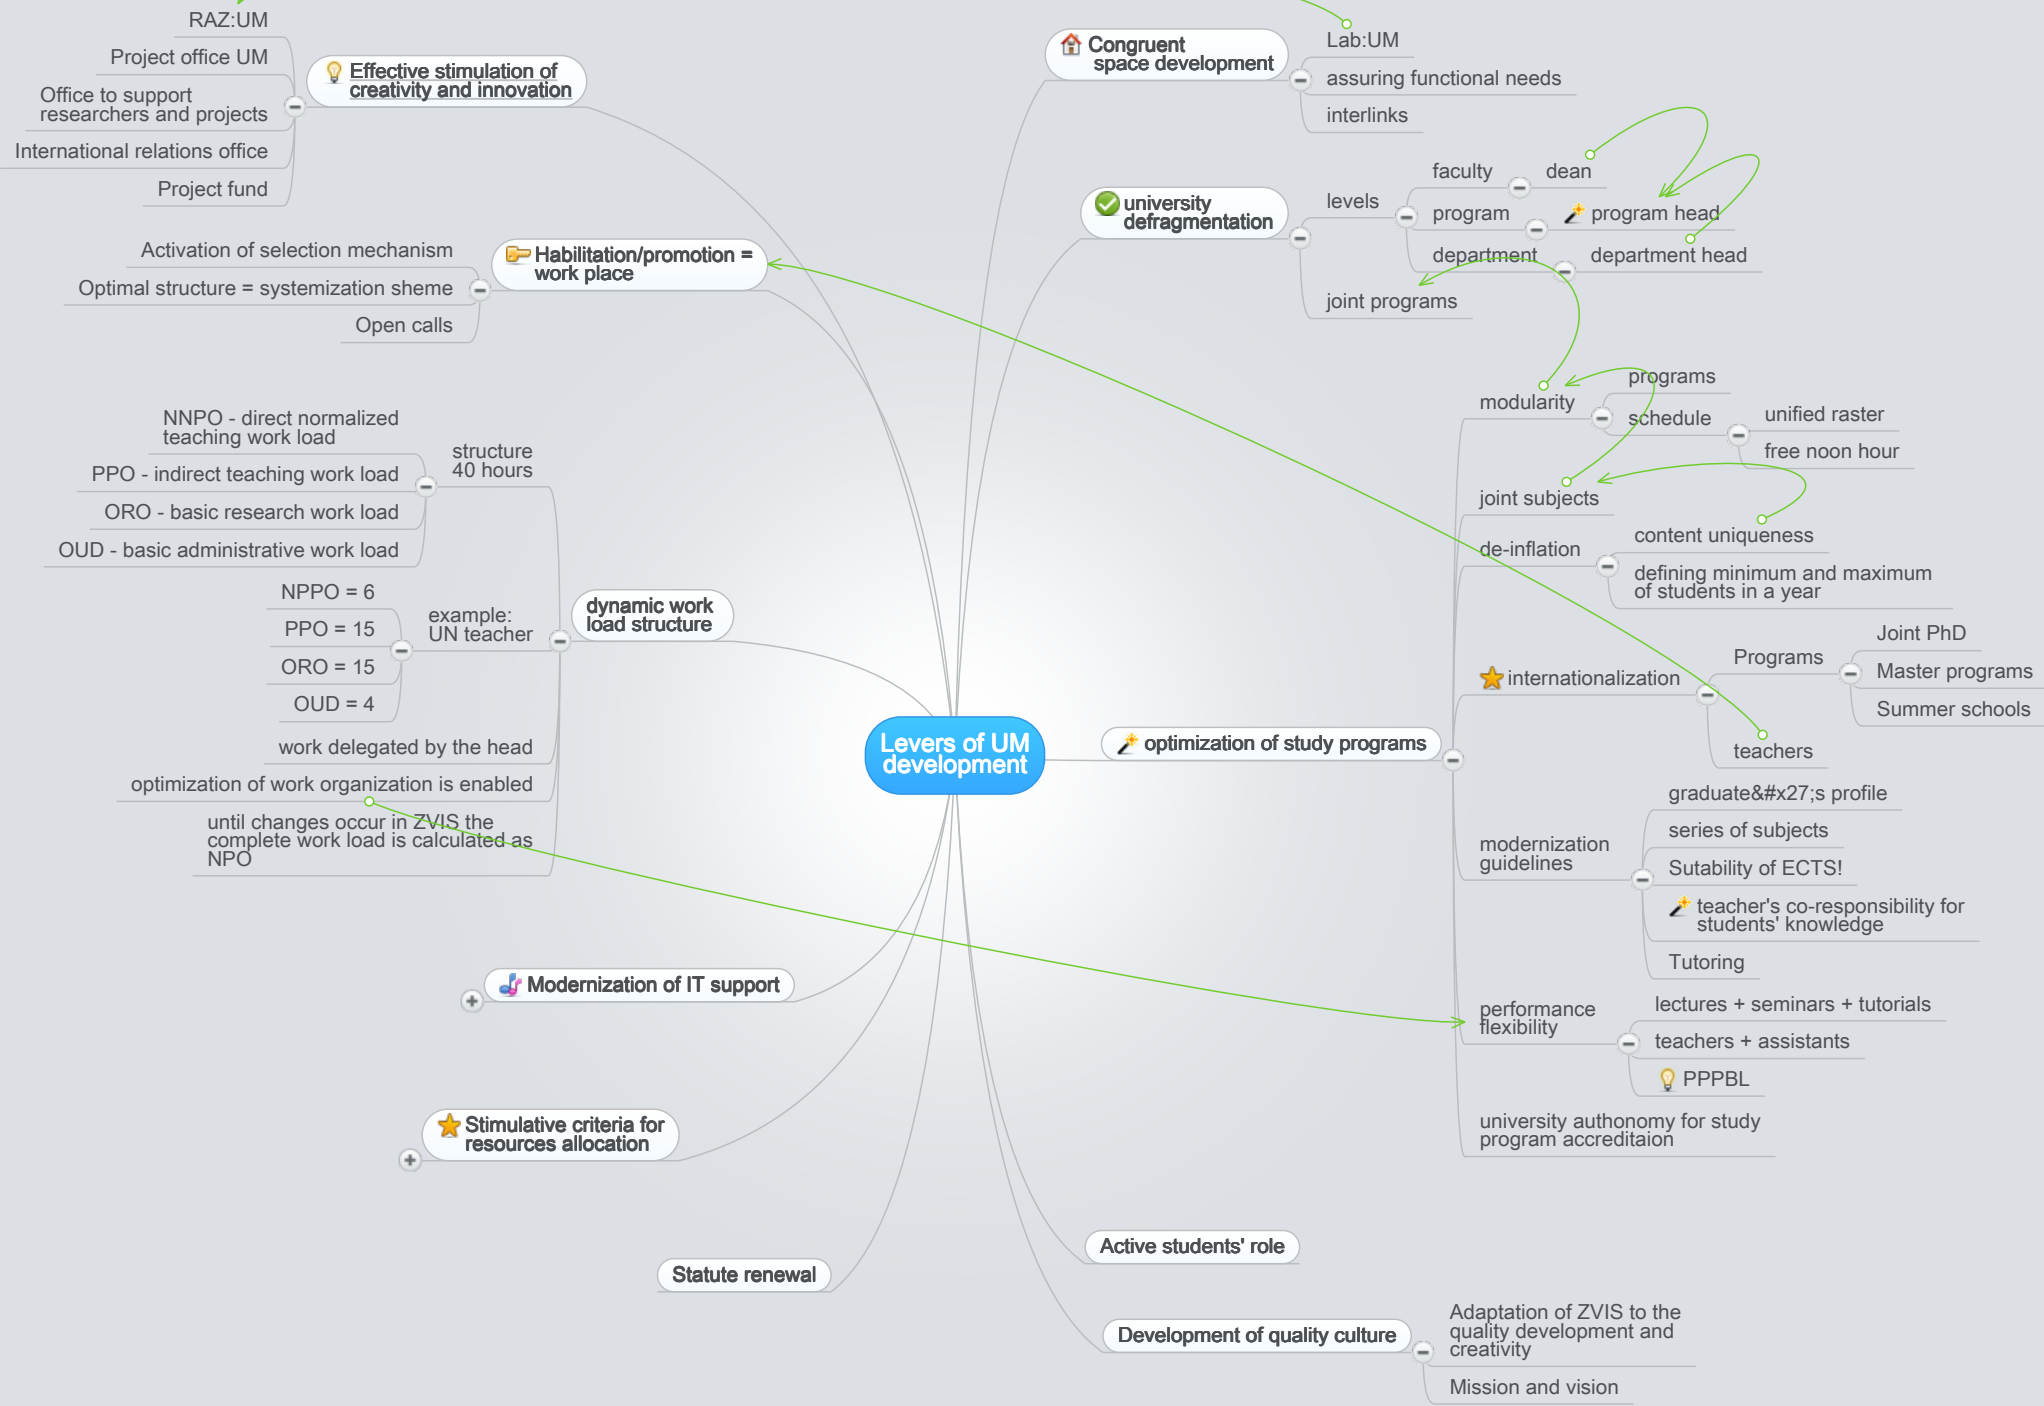 RAZ:UM
Project office UM
Office to support
researchers and projects
International relations office
Project fund
Effective stimulation of
creativity and innovation
Activation of selection mechanism
Optimal structure = systemization sheme
Open calls
Habilitation/promotion =
work place
NNPO - direct normalized
teaching work load
PPO - indirect teaching work load
ORO - basic research work load
OUD - basic administrative work load
structure
40 hours
NPPO = 6
PPO = 15
ORO = 15
OUD = 4
example:
UN teacher
work delegated by the head
optimization of work organization is enabled
until changes occur in ZVIS the
complete work load is calculated as
NPO
dynamic work
load structure
Modernization of IT support
Stimulative criteria for
resources allocation
Statute renewal
Levers of UM
development
Congruent
space development
Lab:UM
assuring functional needs
interlinks
university
defragmentation
levels
faculty
dean
program
program head
department
department head
joint programs
optimization of study programs
modularity
programs
schedule
unified raster
free noon hour
joint subjects
de-inflation
content uniqueness
defining minimum and maximum
of students in a year
internationalization
Programs
Joint PhD
Master programs
Summer schools
teachers
modernization
guidelines
graduate&#x27;s profile
series of subjects
Sutability of ECTS!
teacher's co-responsibility for
students' knowledge
Tutoring
performance
flexibility
lectures + seminars + tutorials
teachers + assistants
PPPBL
university authonomy for study
program accreditaion
Active students' role
Development of quality culture
Adaptation of ZVIS to the
quality development and
creativity
Mission and vision